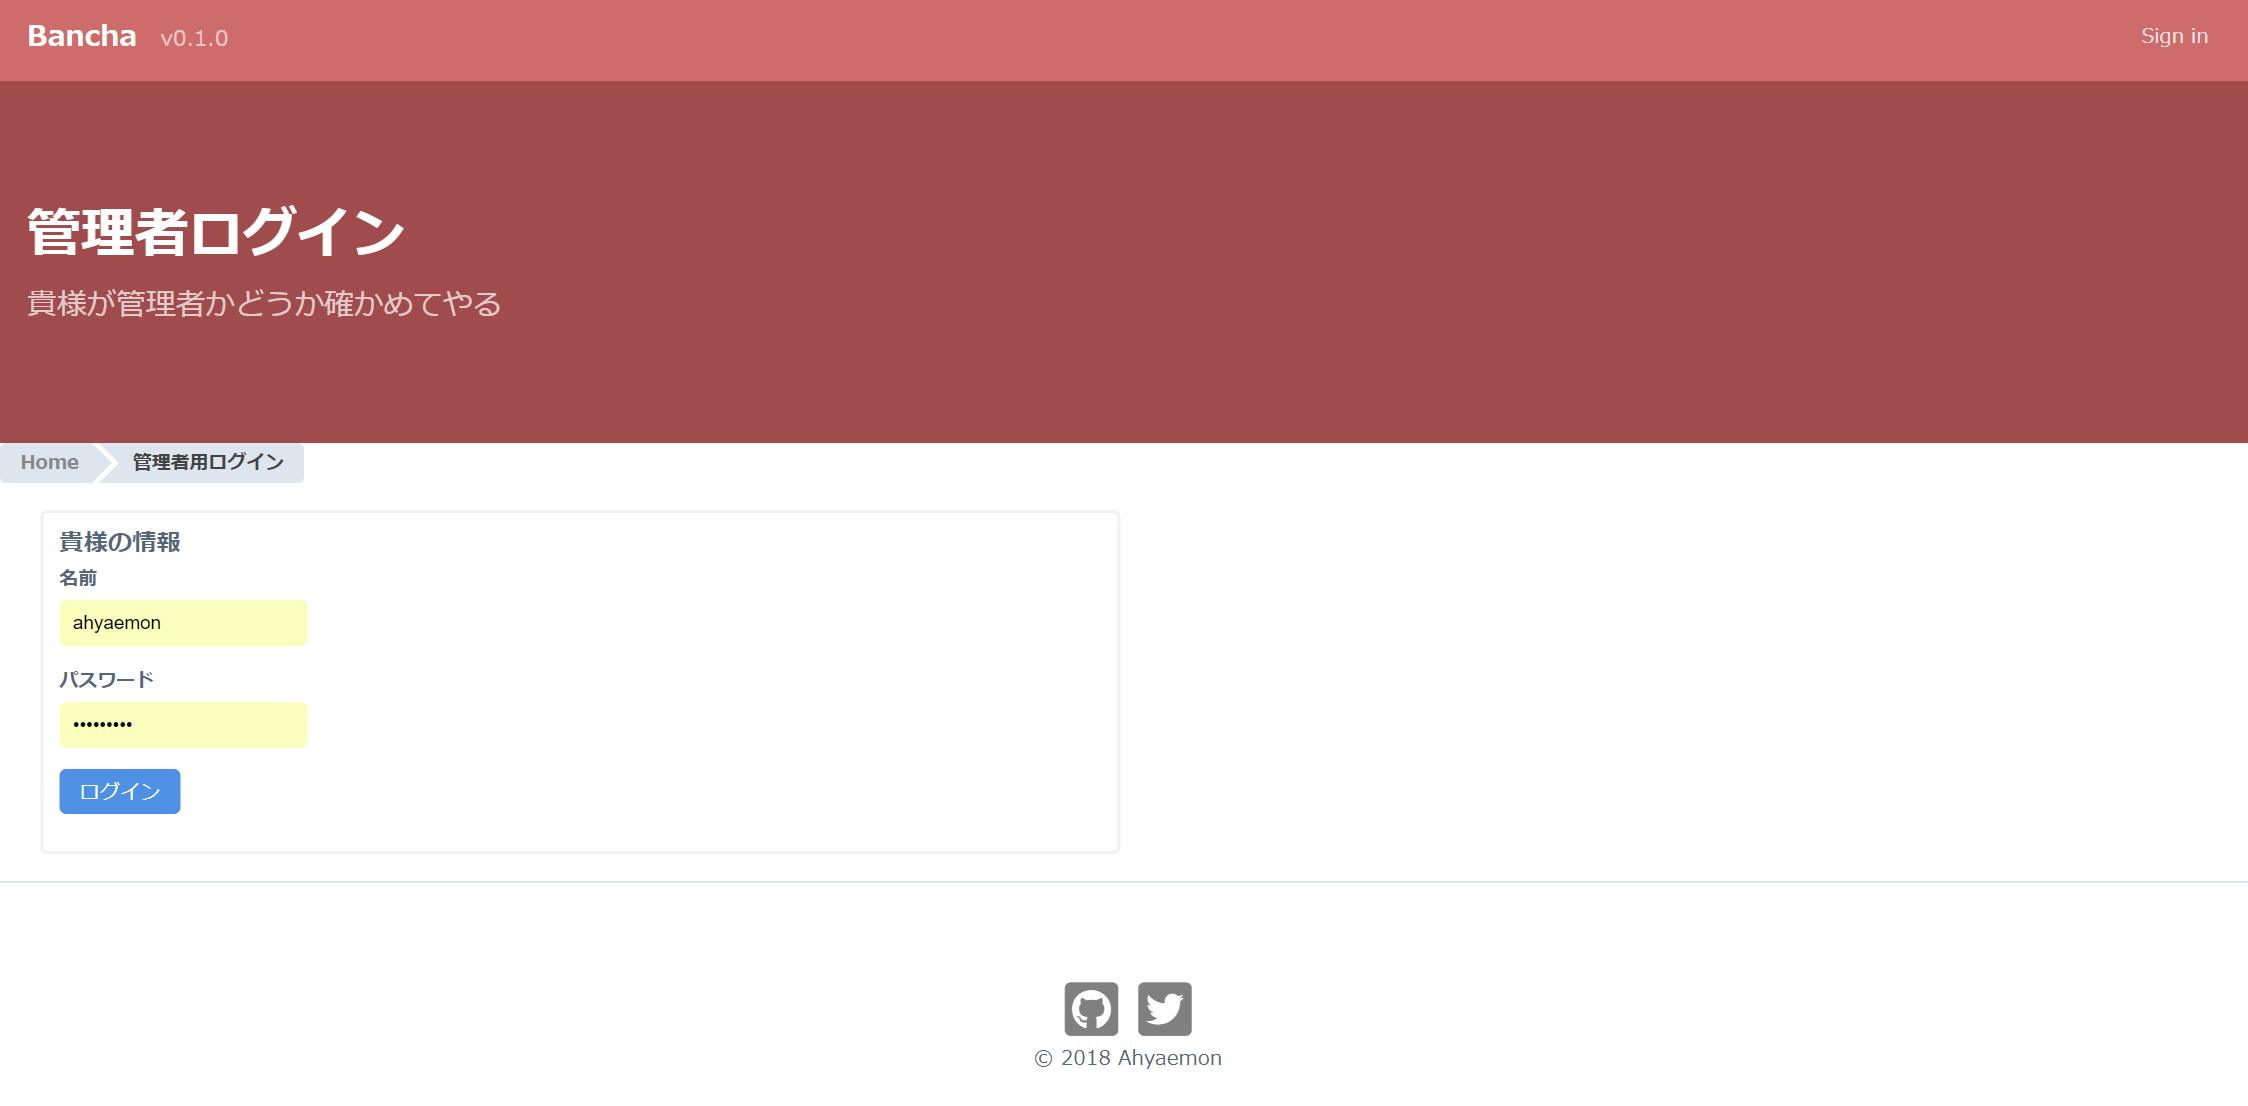 Bancha v0.1.0 Sign in
管理者ログイン
貴様が管理者かどうか確かめてやる
Home 管理者用ログイン
貴様の情報
名前
ahyaemon
パスワード
•••••••••
ログイン
© 2018 Ahyaemon